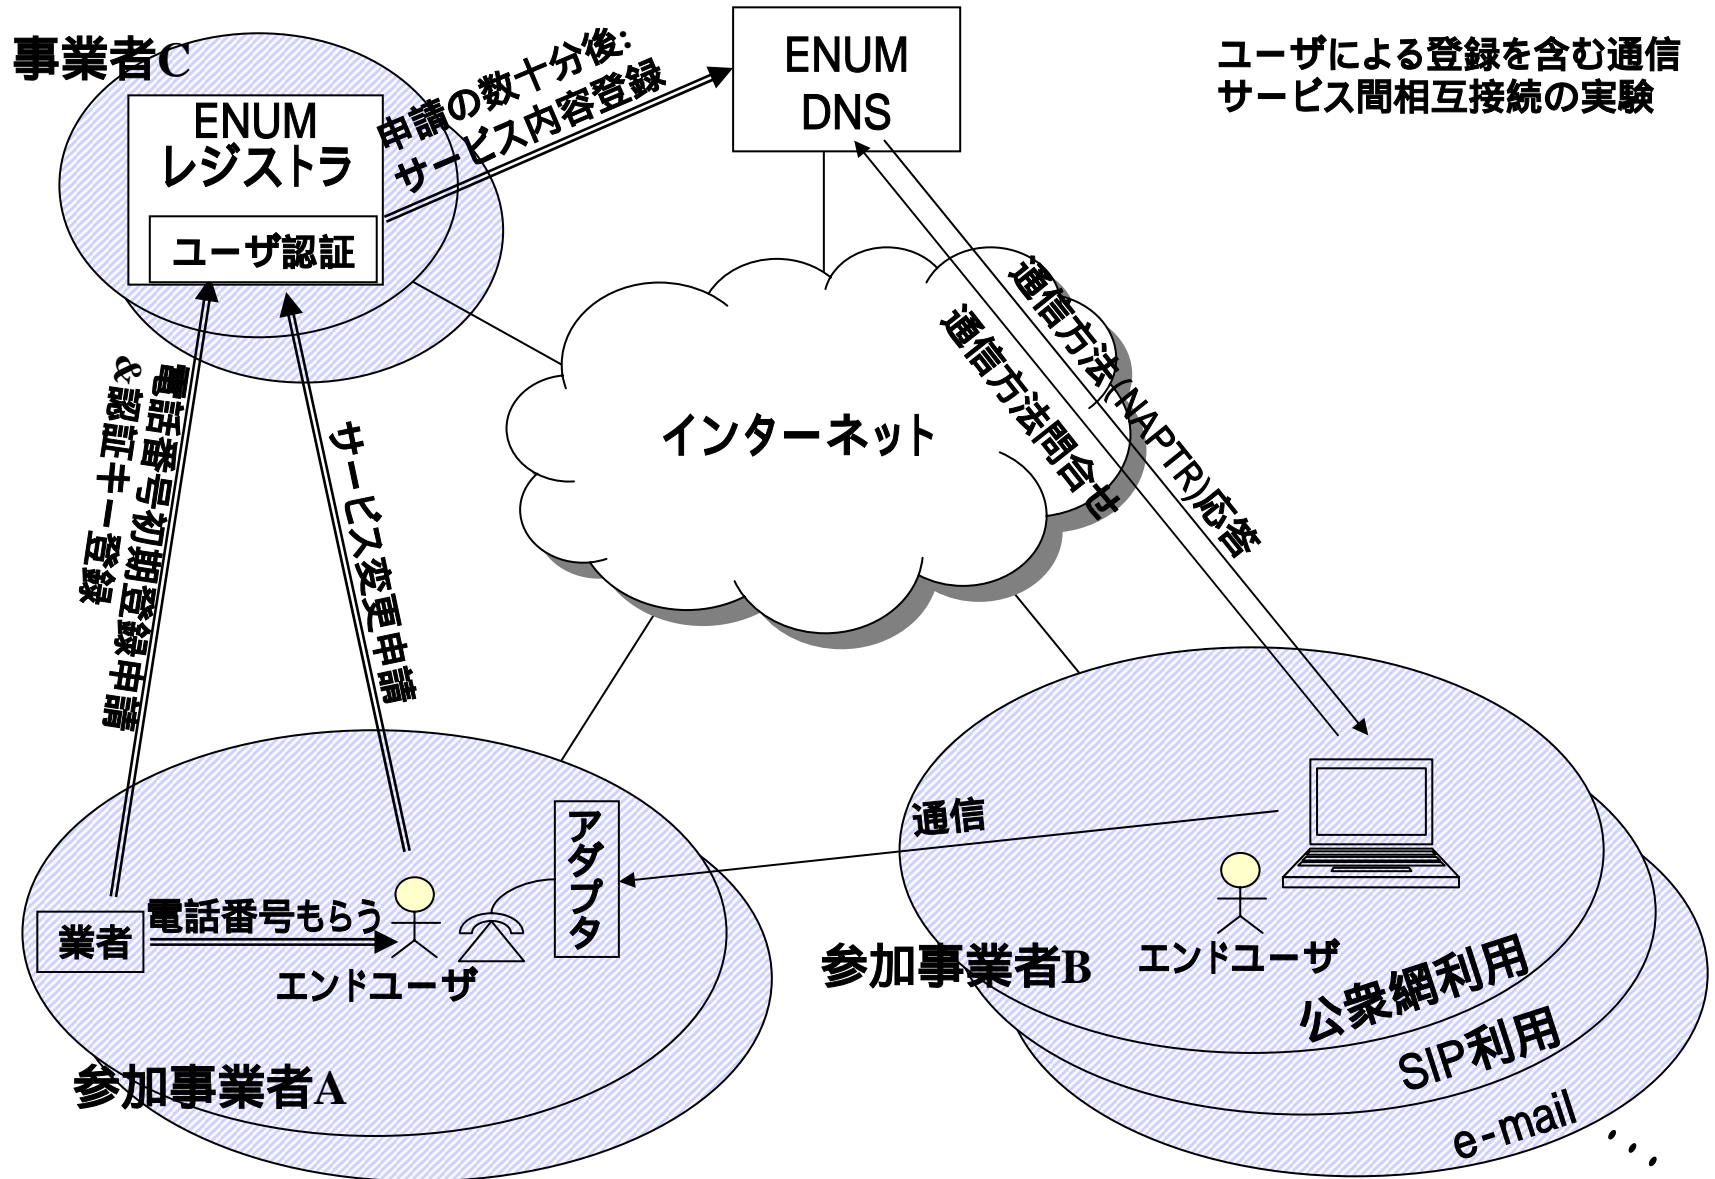 事業者C
ENUM
レジストラ
ユーザ認証
申請の数十分後:
サービス内容登録
ENUM
DNS
ユーザによる登録を含む通信
サービス間相互接続の実験
電話番号初期登録申請
&認証キー登録
サービス変更申請
インターネット
通信方法(NAPTR)応答
通信方法問合せ
業者
電話番号もらう
エンドユーザ
アダプタ
参加事業者A
通信
エンドユーザ
参加事業者B
公衆網利用
SIP利用
e-mail
・・・